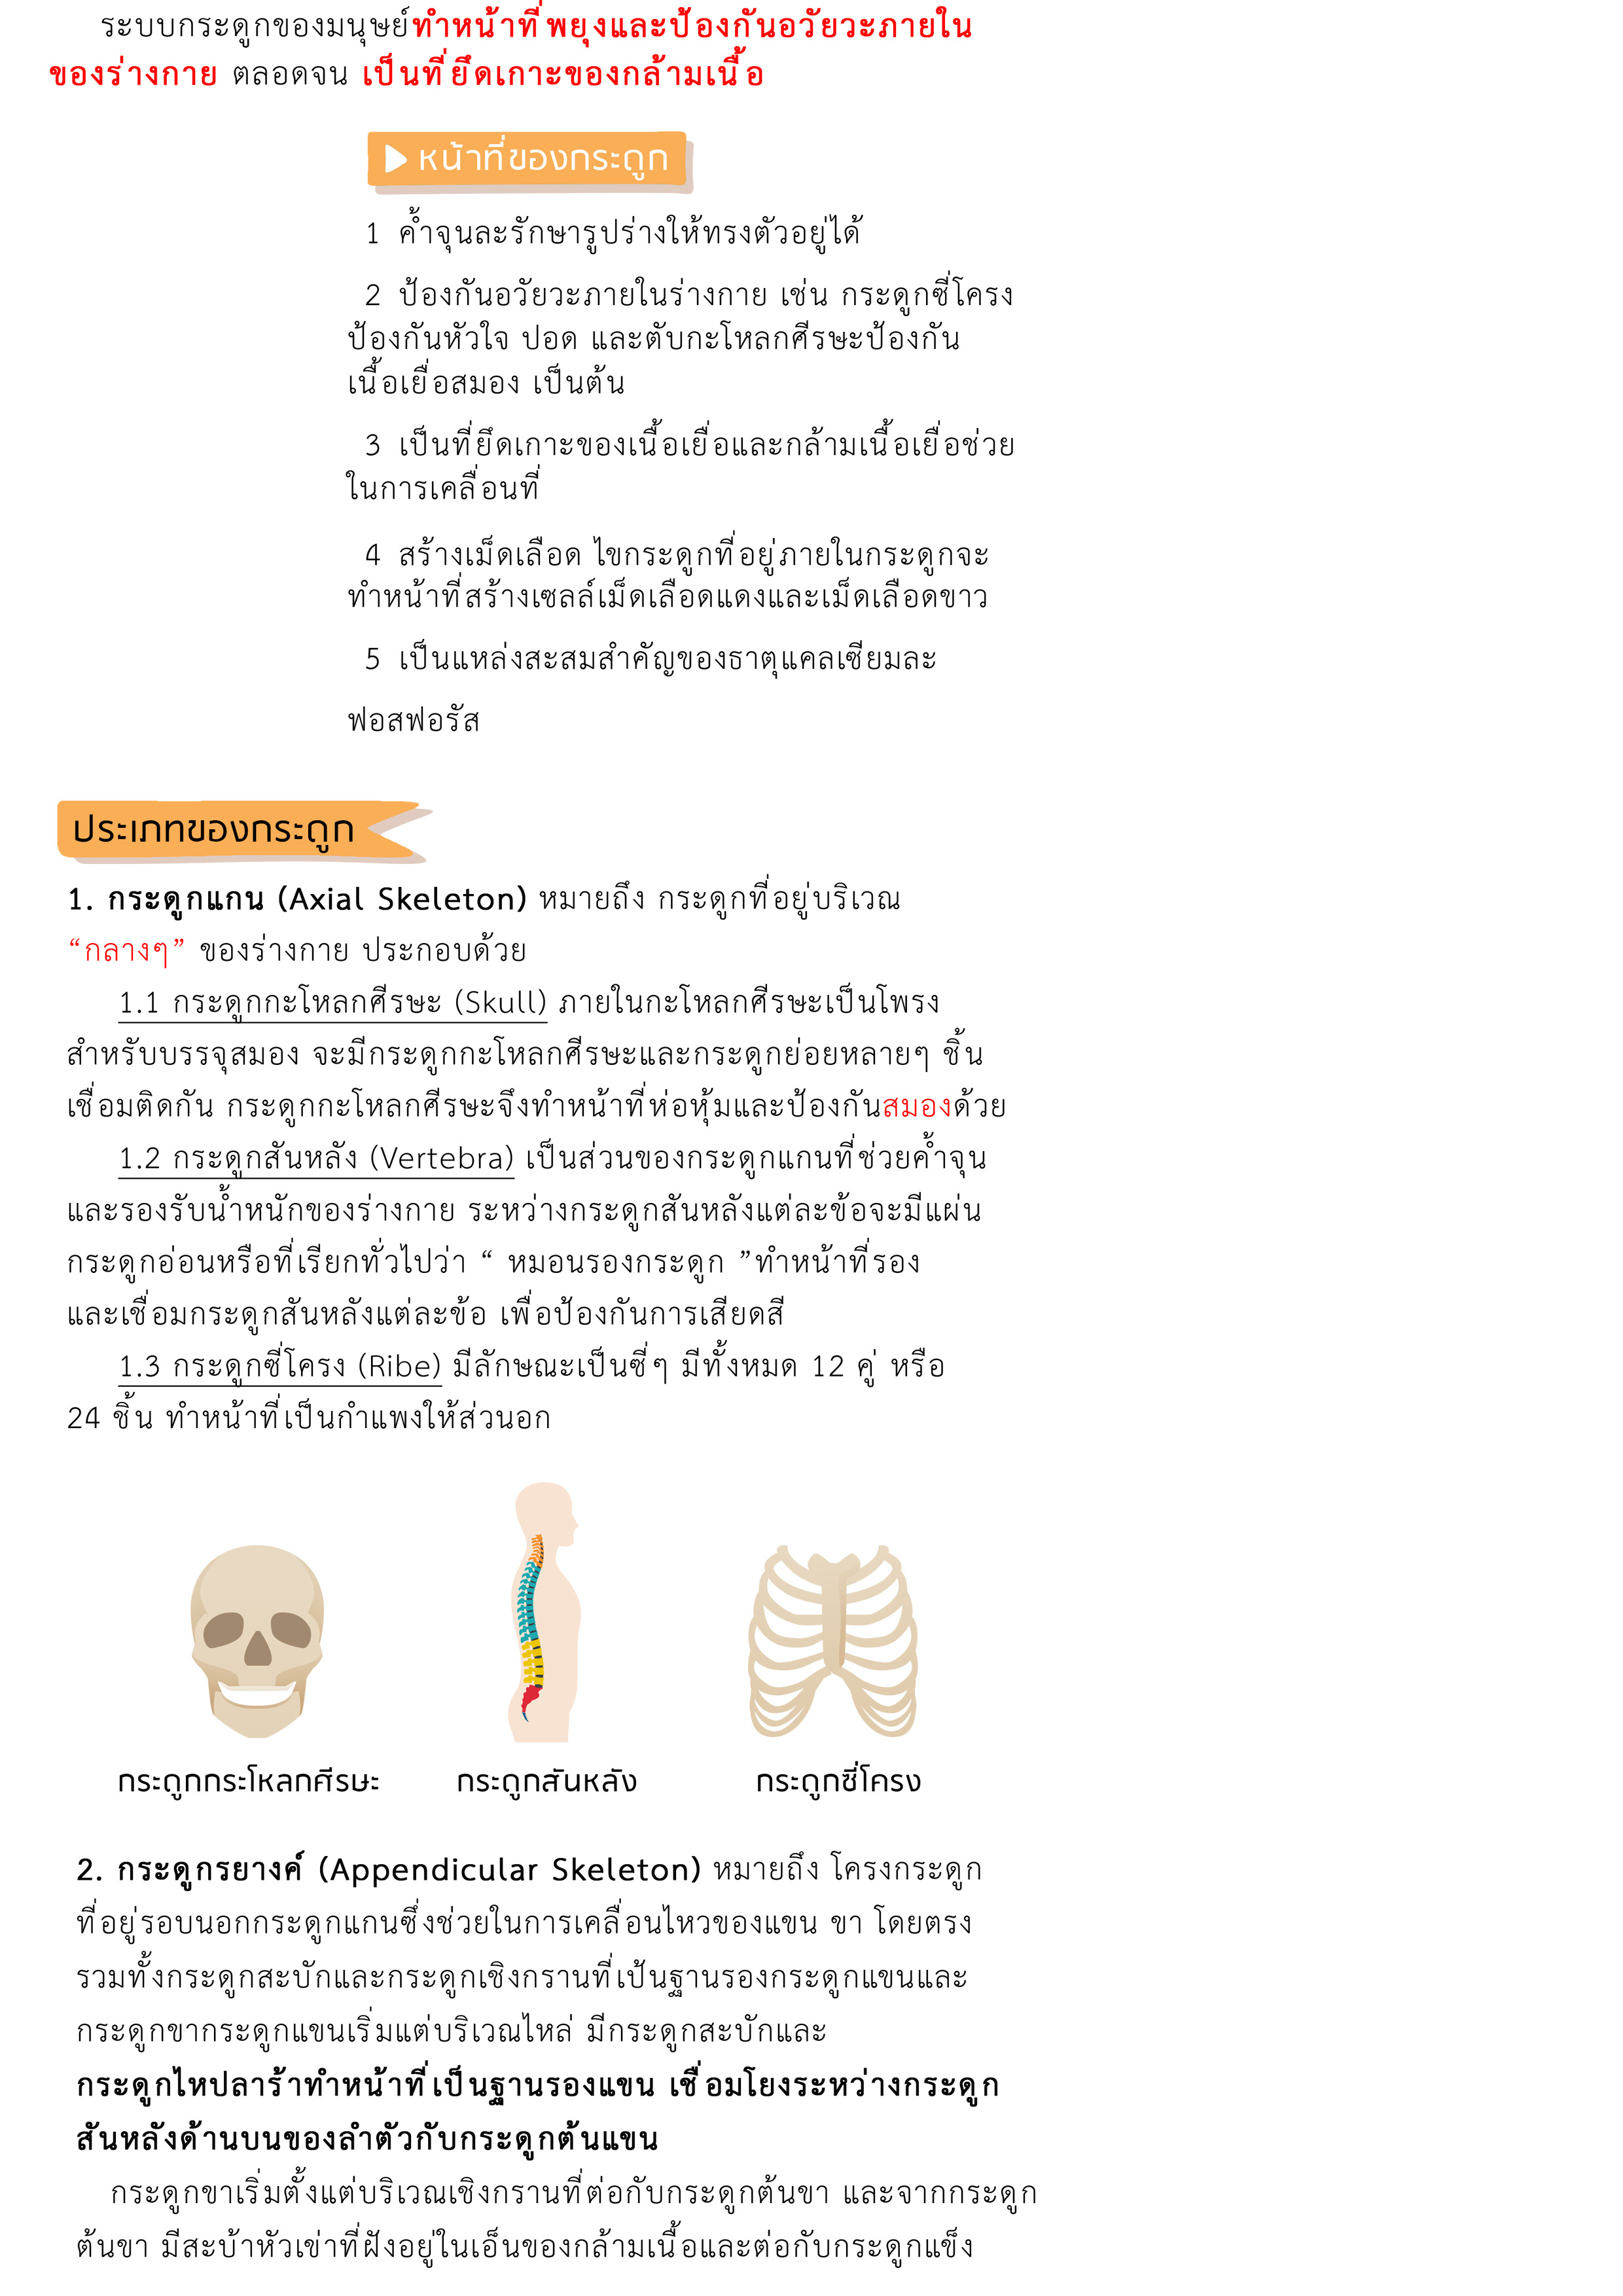 ระบบกระดูกของมนุษย์ทำหน้าที่พยุงและป้องกันอวัยวะภายใน
ของร่างกาย ตลอดจน เป็นที่ยึดเกาะของกล้ามเนื้อ
หน้าที่ของกระดูก
1 ค้ำจุนละรักษารูปร่างให้ทรงตัวอยู่ได้
2 ป้องกันอวัยวะภายในร่างกาย เช่น กระดูกซี่โครง
ป้องกันหัวใจ ปอด และตับกะโหลกศีรษะป้องกัน
เนื้อเยื่อสมอง เป็นต้น
3 เป็นที่ยึดเกาะของเนื้อเยื่อและกล้ามเนื้อเยื่อช่วย
ในการเคลื่อนที่
4 สร้างเม็ดเลือด ไขกระดูกที่อยู่ภายในกระดูกจะ
ทำหน้าที่สร้างเซลล์เม็ดเลือดแดงและเม็ดเลือดขาว
5 เป็นแหล่งสะสมสำคัญของธาตุแคลเซียมละ
ฟอสฟอรัส
ประเภทของกระดูก
1. กระดูกแกน (Axial Skeleton) หมายถึง กระดูกที่อยู่บริเวณ
“กลางๆ” ของร่างกาย ประกอบด้วย
1.1 กระดูกกะโหลกศีรษะ (Skull) ภายในกะโหลกศีรษะเป็นโพรง
สำหรับบรรจุสมอง จะมีกระดูกกะโหลกศีรษะและกระดูกย่อยหลายๆ ชิ้น
เชื่อมติดกัน กระดูกกะโหลกศีรษะจึงทำหน้าที่ห่อหุ้มและป้องกันสมองด้วย
1.2 กระดูกสันหลัง (Vertebra) เป็นส่วนของกระดูกแกนที่ช่วยค้ำจุน
และรองรับน้ำหนักของร่างกาย ระหว่างกระดูกสันหลังแต่ละข้อจะมีแผ่น
กระดูกอ่อนหรือที่เรียกทั่วไปว่า “ หมอนรองกระดูก ”ทำหน้าที่รอง
และเชื่อมกระดูกสันหลังแต่ละข้อ เพื่อป้องกันการเสียดสี
1.3 กระดูกซี่โครง (Ribe) มีลักษณะเป็นซี่ๆ มีทั้งหมด 12 คู่ หรือ
24 ชิ้น ทำหน้าที่เป็นกำแพงให้ส่วนอก
กระดูกกระโหลกศีรษะ กระดูกสันหลัง กระดูกซี่โครง
2. กระดูกรยางค์ (Appendicular Skeleton) หมายถึง โครงกระดูก
ที่อยู่รอบนอกกระดูกแกนซึ่งช่วยในการเคลื่อนไหวของแขน ขา โดยตรง
รวมทั้งกระดูกสะบักและกระดูกเชิงกรานที่เป้นฐานรองกระดูกแขนและ
กระดูกขากระดูกแขนเริ่มแต่บริเวณไหล่ มีกระดูกสะบักและ
กระดูกไหปลาร้าทำหน้าที่เป็นฐานรองแขน เชื่อมโยงระหว่างกระดูก
สันหลังด้านบนของลำตัวกับกระดูกต้นแขน
กระดูกขาเริ่มตั้งแต่บริเวณเชิงกรานที่ต่อกับกระดูกต้นขา และจากกระดูก
ต้นขา มีสะบ้าหัวเข่าที่ฝังอยู่ในเอ็นของกล้ามเนื้อและต่อกับกระดูกแข็ง